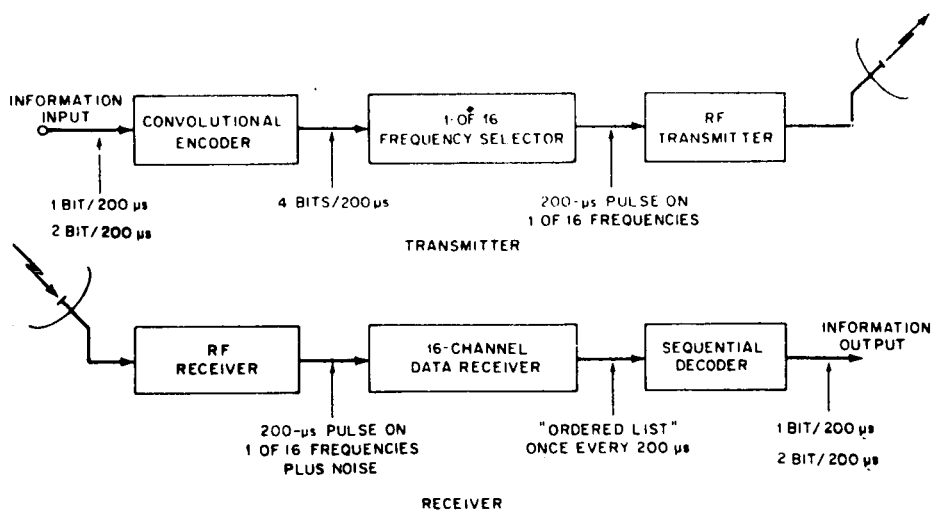 INFORMATION
INPUT
CONVOLUTIONAL
ENCODER
1-OF 16
FREQUENCY SELECTOR
RF
TRANSMITTER
1 BIT/200 µs
2 BIT/200 µs
4 BITS/200 µs
200-µs PULSE ON
1 OF 16 FREQUENCIES
TRANSMITTER
RF
RECEIVER
16-CHANNEL
DATA RECEIVER
SEQUENTIAL
DECODER
INFORMATION
OUTPUT
200-µs PULSE ON
1 OF 16 FREQUENCIES
PLUS NOISE
"ORDERED LIST"
ONCE EVERY 200 µs
1 BIT/200 µs
2 BIT/200 µs
RECEIVER